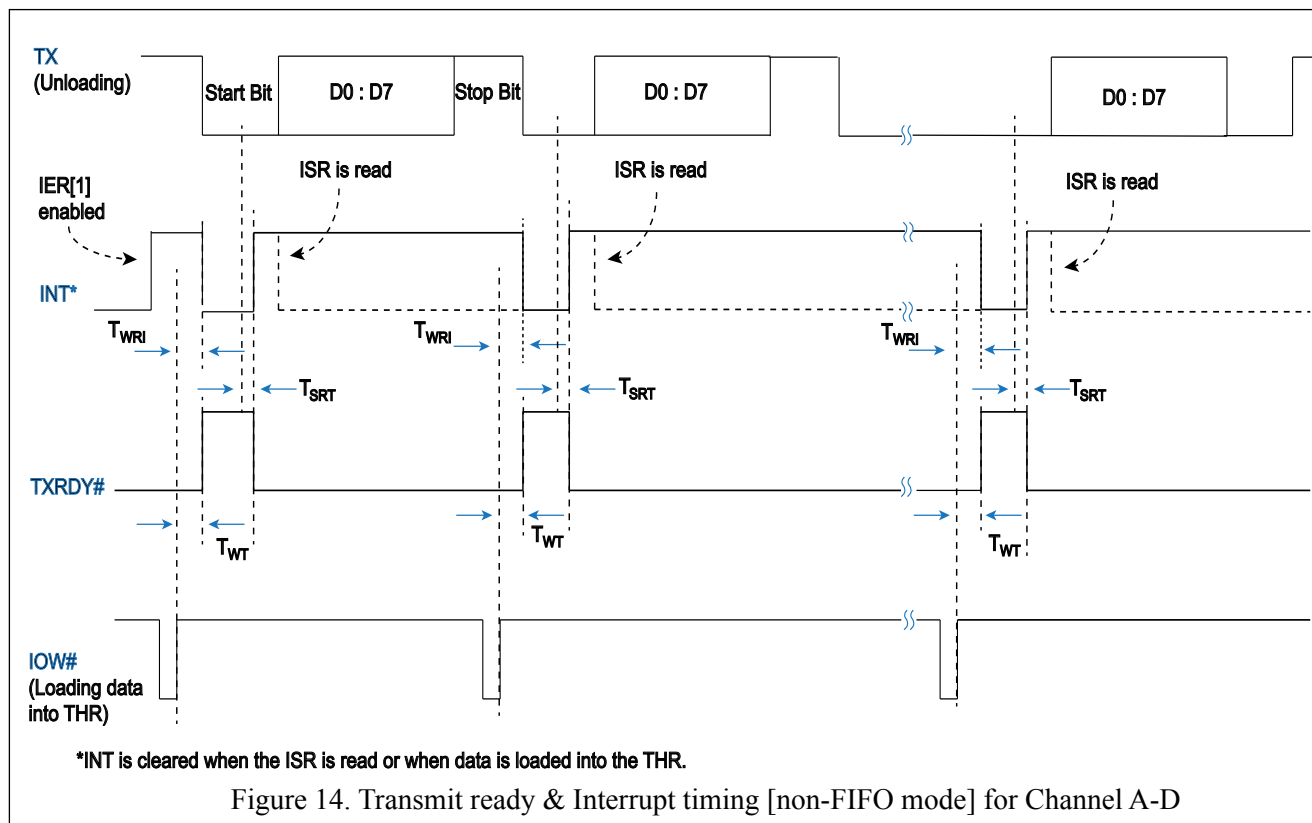 TX
(Unloading)
Start Bit
D0 : D7
Stop Bit
D0 : D7
D0 : D7
IER[1]
enabled
ISR is read
ISR is read
ISR is read
INT*
TWRI
TWRI
TWRI
TSRT
TSRT
TSRT
TXRDY#
TWT
TWT
TWT
IOW#
(Loading data
into THR)
*INT is cleared when the ISR is read or when data is loaded into the THR.
Figure 14. Transmit ready & Interrupt timing [non-FIFO mode] for Channel A-D